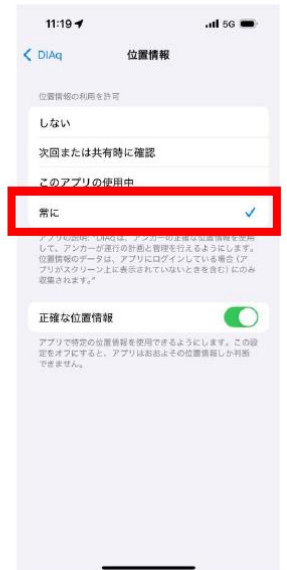 11:19
5G
DIAq
位置情報
位置情報の利用を許可
しない
次回または共有時に確認
このアプリの使用中
常に
アプリの説明: "DIAqは、アンカーの正確な位置情報を使用
して、アンカーが運行の計画と管理を行えるようにします。
位置情報のデータは、アプリにログインしている場合（ア
プリがスクリーン上に表示されていないときを含む）にのみ
収集されます。"
正確な位置情報
アプリで特定の位置情報を使用できるようにします。この設
定をオフにすると、アプリはおおよその位置情報しか判断
できません。